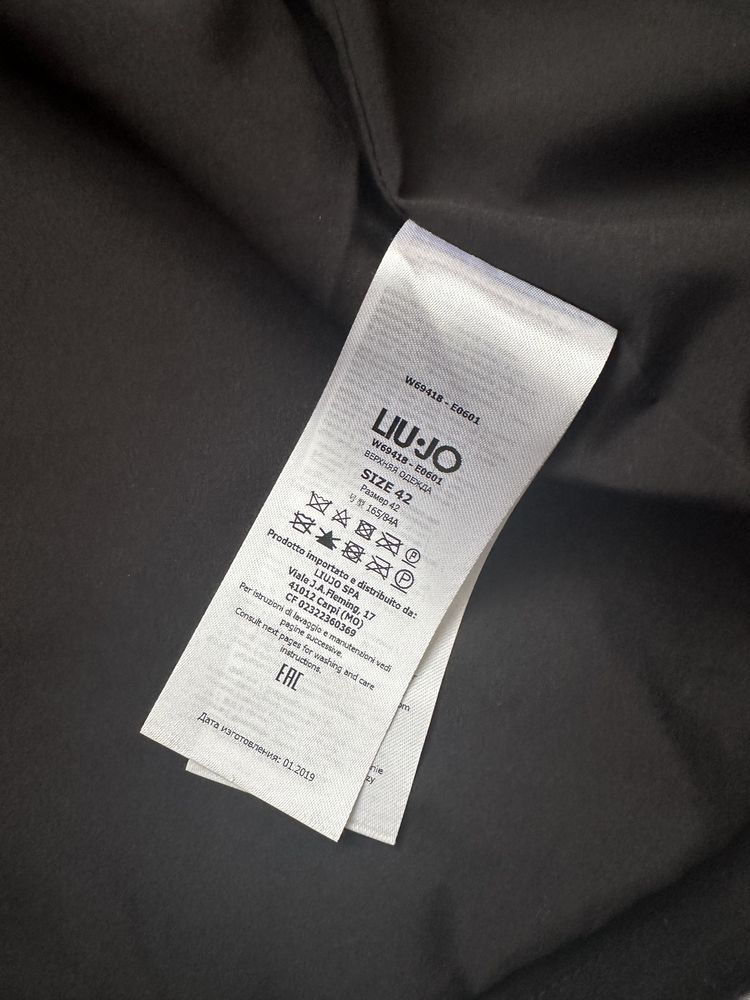 W69418 - E0601
LIU·JO
W69418 - E0601
ВЕРХНЯЯ ОДЕЖДА
SIZE 42
Размер 42
号型 165/84A
P
P
Prodotto importato e distribuito da:
LIUJO SPA
Viale J.A.Fleming, 17
41012 Carpi (MO)
CF 02322360369
Per istruzioni di lavaggio e manutenzioni vedi
pagine successive.
Consult next pages for washing and care
instructions.
EAC
Дата изготовления: 01.2019